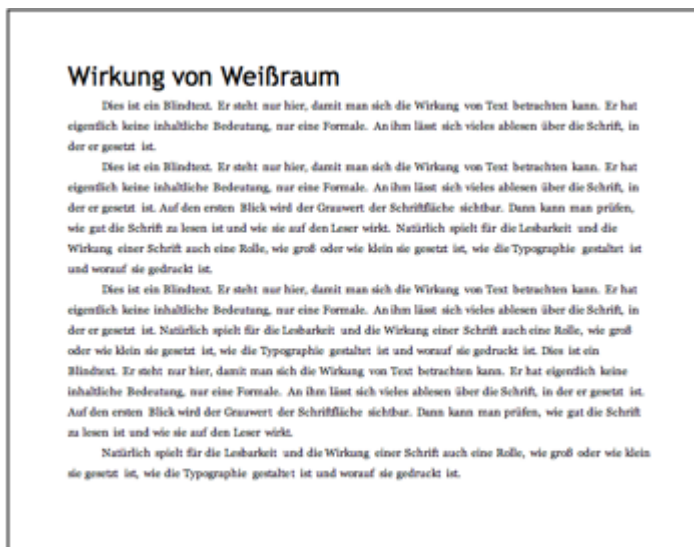 Wirkung von Weißraum
Dies ist ein Blindtext. Er steht nur hier, damit man sich die Wirkung von Text betrachten kann. Er hat
eigentlich keine inhaltliche Bedeutung, nur eine Formale. An ihm lässt sich vieles ablesen über die Schrift, in
der er gesetzt ist.
Dies ist ein Blindtext. Er steht nur hier, damit man sich die Wirkung von Text betrachten kann. Er hat
eigentlich keine inhaltliche Bedeutung, nur eine Formale. An ihm lässt sich vieles ablesen über die Schrift, in
der er gesetzt ist. Auf den ersten Blick wird der Grauwert der Schriftfläche sichtbar. Dann kann man prüfen,
wie gut die Schrift zu lesen ist und wie sie auf den Leser wirkt. Natürlich spielt für die Lesbarkeit und die
Wirkung einer Schrift auch eine Rolle, wie groß oder wie klein sie gesetzt ist, wie die Typographie gestaltet ist
und worauf sie gedruckt ist.
Dies ist ein Blindtext. Er steht nur hier, damit man sich die Wirkung von Text betrachten kann. Er hat
eigentlich keine inhaltliche Bedeutung, nur eine Formale. An ihm lässt sich vieles ablesen über die Schrift, in
der er gesetzt ist. Natürlich spielt für die Lesbarkeit und die Wirkung einer Schrift auch eine Rolle, wie groß
oder wie klein sie gesetzt ist, wie die Typographie gestaltet ist und worauf sie gedruckt ist. Dies ist ein
Blindtext. Er steht nur hier, damit man sich die Wirkung von Text betrachten kann. Er hat eigentlich keine
inhaltliche Bedeutung, nur eine Formale. An ihm lässt sich vieles ablesen über die Schrift, in der er gesetzt ist.
Auf den ersten Blick wird der Grauwert der Schriftfläche sichtbar. Dann kann man prüfen, wie gut die Schrift
zu lesen ist und wie sie auf den Leser wirkt.
Natürlich spielt für die Lesbarkeit und die Wirkung einer Schrift auch eine Rolle, wie groß oder wie klein
sie gesetzt ist, wie die Typographie gestaltet ist und worauf sie gedruckt ist.